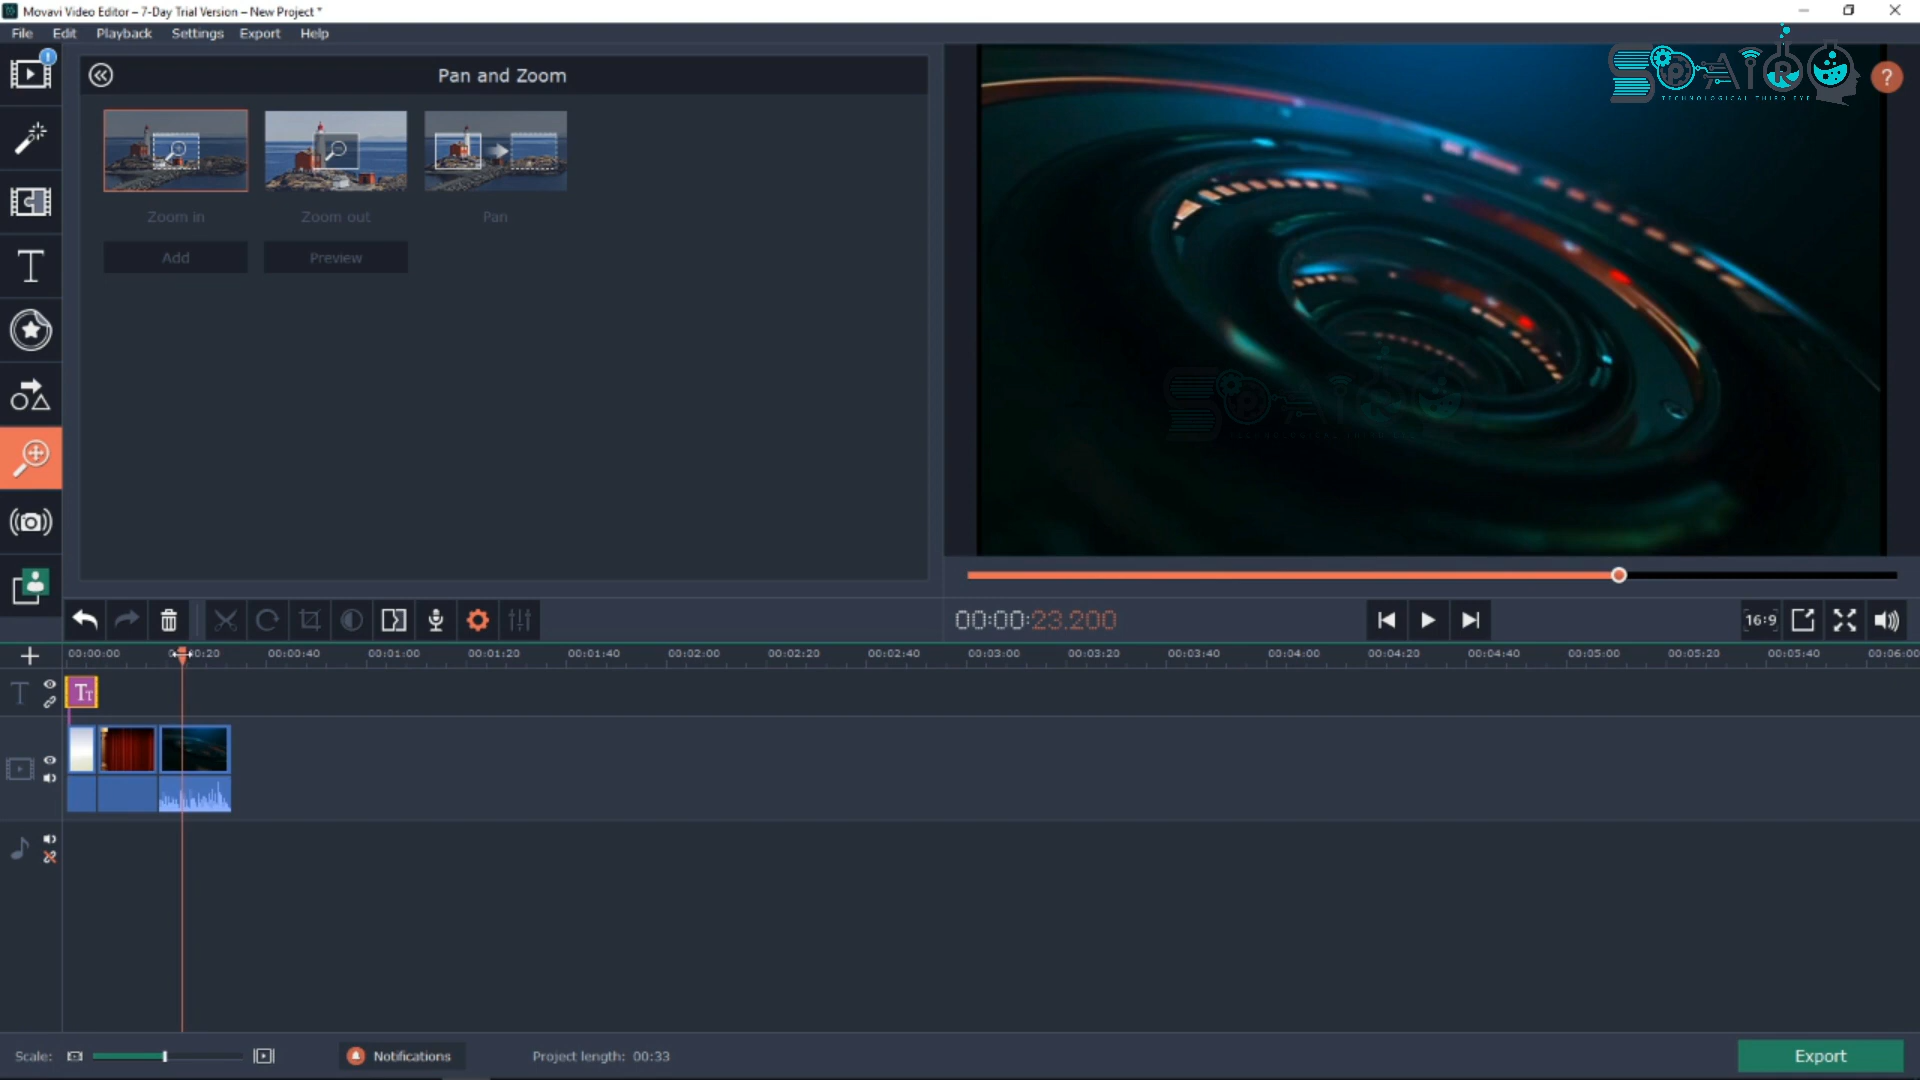 Movavi Video Editor – 7-Day Trial Version – New Project *
File Edit Playback Settings Export Help
Pan and Zoom
SPAIRO
TECHNOLOGICAL THIRD EYE
?
Zoom in Zoom out Pan
Add Preview
00:00:23.200
16:9
00:00:00 00:00:40 00:01:00 00:01:20 00:01:40 00:02:00 00:02:20 00:02:40 00:03:00 00:03:20 00:03:40 00:04:00 00:04:20 00:04:40 00:05:00 00:05:20 00:05:40 00:06:00
Scale: Notifications Project length: 00:33 Export